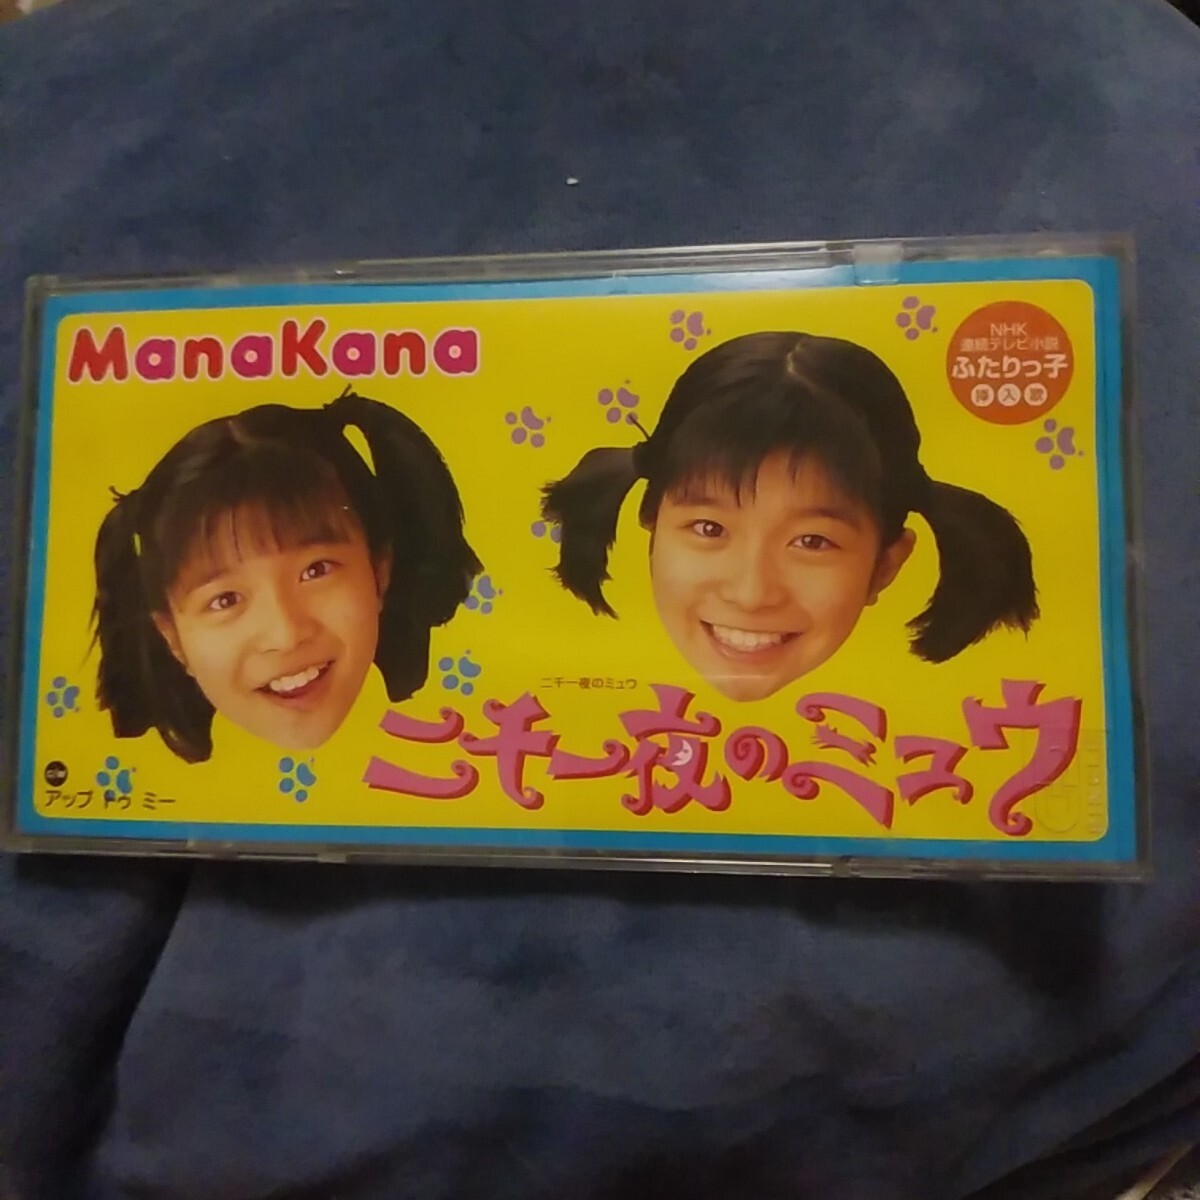 ManaKana
NHK
連続テレビ小説
ふたりっ子
挿入歌
二千一夜のミュウ
二千一夜のミュウ
c/w
アップ トゥ ミー